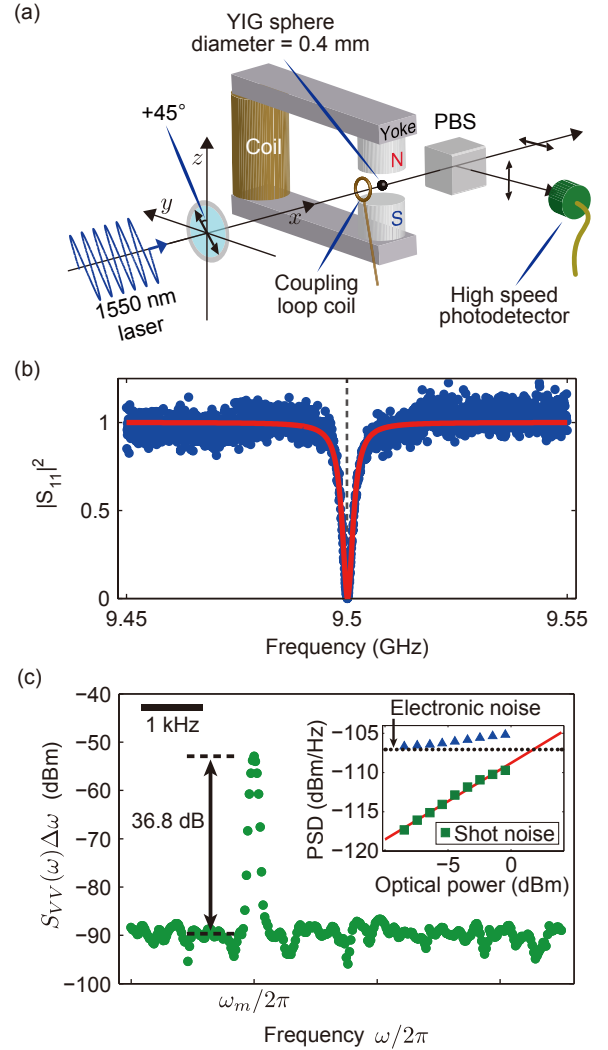 (a)
YIG sphere
diameter = 0.4 mm
+45°
z
y
x
Coil
Yoke
N
S
PBS
1550 nm
laser
Coupling
loop coil
High speed
photodetector
(b)
|S₁₁|²
1
0.5
0
9.45
9.5
9.55
Frequency (GHz)
(c)
S_VV(ω)Δω (dBm)
−40
−50
−60
−70
−80
−90
−100
1 kHz
36.8 dB
Electronic noise
PSD (dBm/Hz)
−105
−110
−115
−120
Shot noise
−5
0
Optical power (dBm)
ω_m/2π
Frequency ω/2π